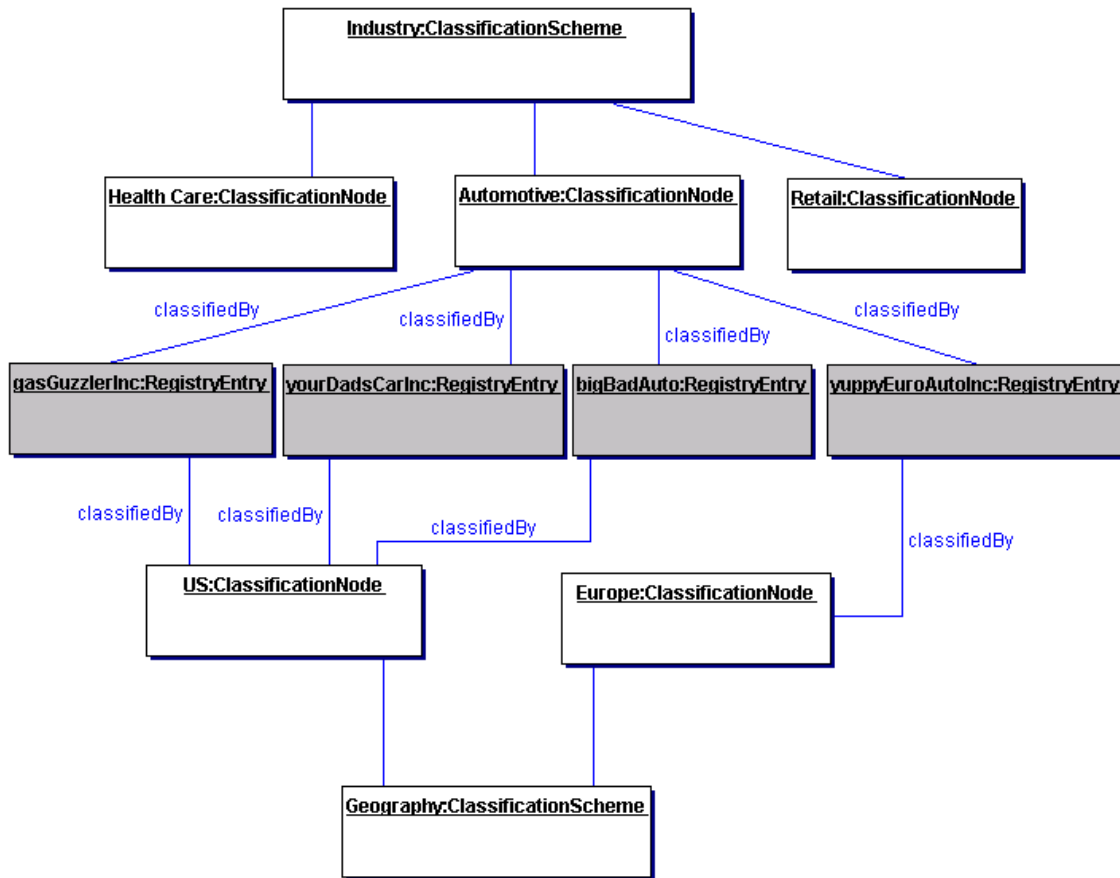 Industry:ClassificationScheme
Health Care:ClassificationNode
Automotive:ClassificationNode
Retail:ClassificationNode
classifiedBy
classifiedBy
classifiedBy
classifiedBy
gasGuzzlerInc:RegistryEntry
yourDadsCarInc:RegistryEntry
bigBadAuto:RegistryEntry
yuppyEuroAutoInc:RegistryEntry
classifiedBy
classifiedBy
classifiedBy
classifiedBy
US:ClassificationNode
Europe:ClassificationNode
Geography:ClassificationScheme